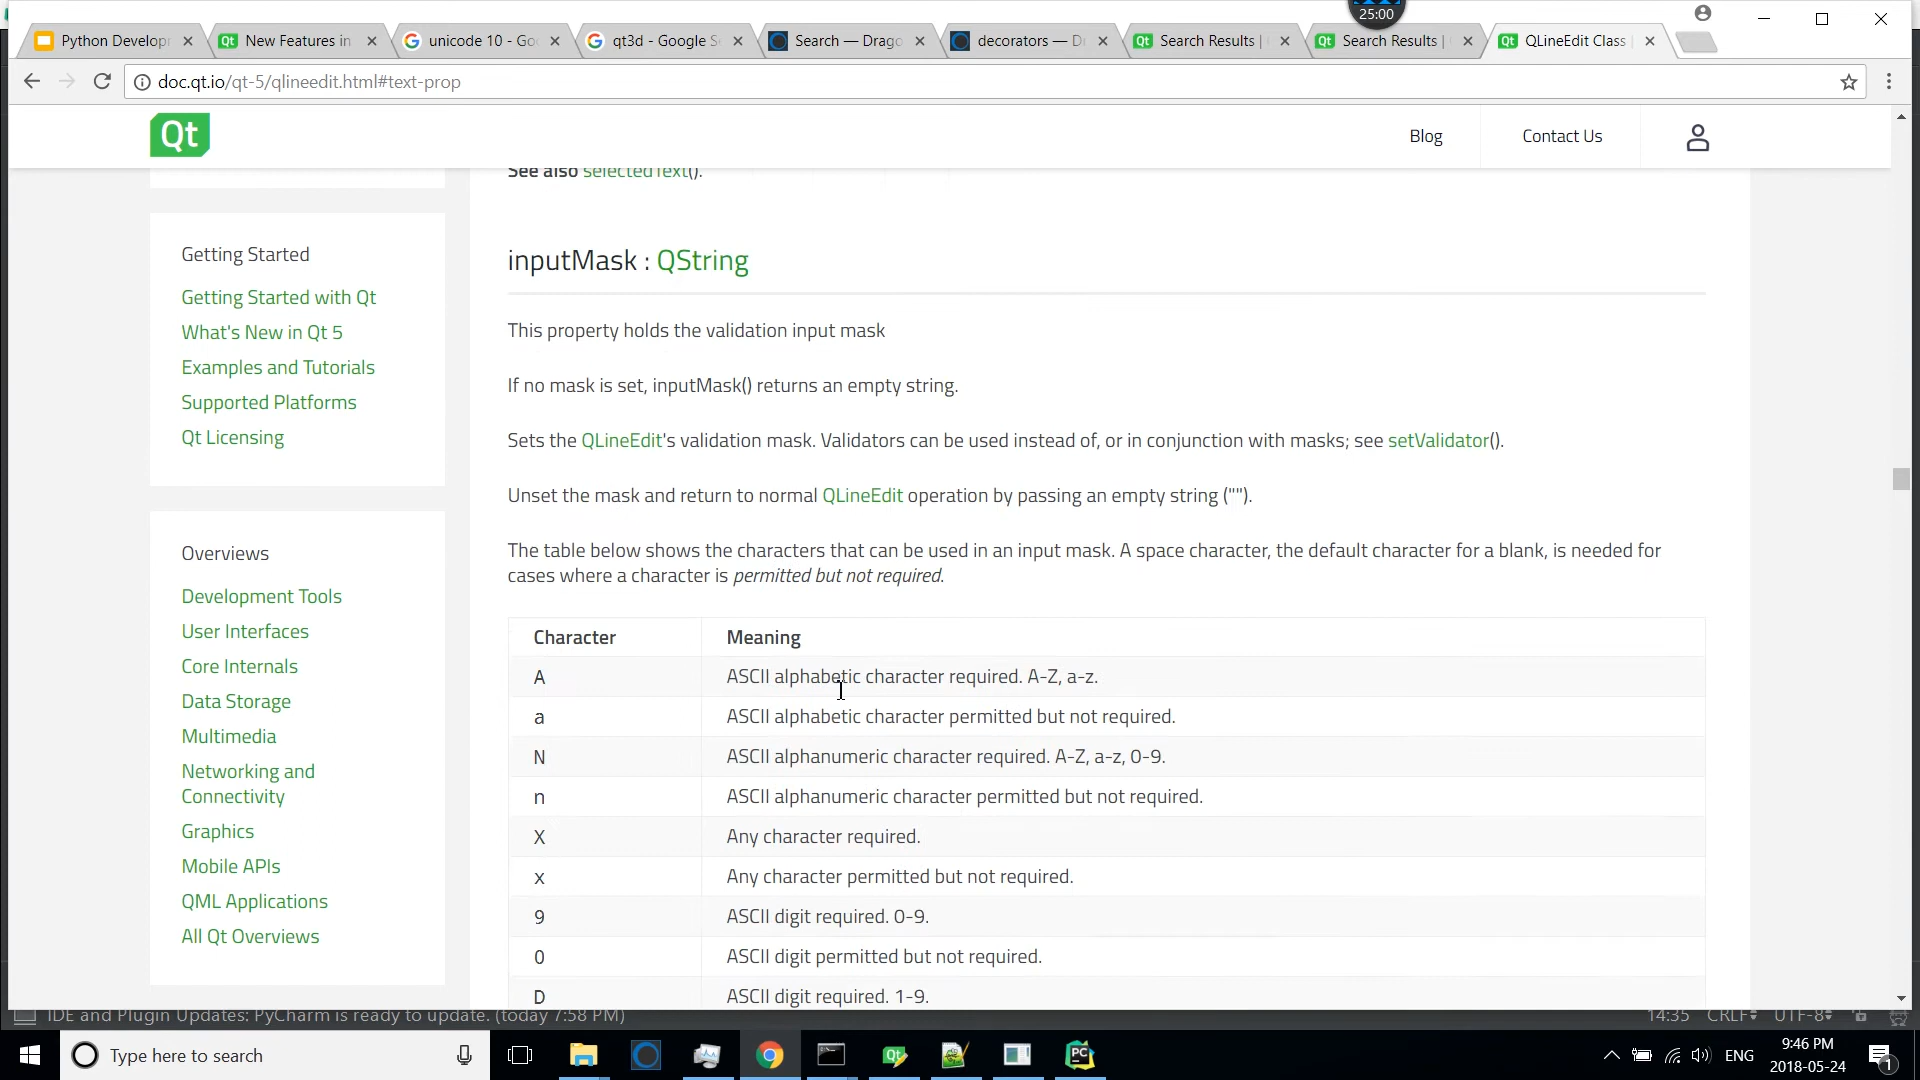 25:00
Python Develop
New Features in
unicode 10 - Go
qt3d - Google S
Search — Drago
decorators — D
Search Results |
Search Results |
QLineEdit Class
doc.qt.io/qt-5/qlineedit.html#text-prop
Qt
Blog
Contact Us
See also selectedText().
Getting Started
Getting Started with Qt
What's New in Qt 5
Examples and Tutorials
Supported Platforms
Qt Licensing
Overviews
Development Tools
User Interfaces
Core Internals
Data Storage
Multimedia
Networking and
Connectivity
Graphics
Mobile APIs
QML Applications
All Qt Overviews
inputMask : QString
This property holds the validation input mask
If no mask is set, inputMask() returns an empty string.
Sets the QLineEdit's validation mask. Validators can be used instead of, or in conjunction with masks; see setValidator().
Unset the mask and return to normal QLineEdit operation by passing an empty string ("").
The table below shows the characters that can be used in an input mask. A space character, the default character for a blank, is needed for
cases where a character is permitted but not required.
Character Meaning
A ASCII alphabetic character required. A-Z, a-z.
a ASCII alphabetic character permitted but not required.
N ASCII alphanumeric character required. A-Z, a-z, 0-9.
n ASCII alphanumeric character permitted but not required.
X Any character required.
x Any character permitted but not required.
9 ASCII digit required. 0-9.
0 ASCII digit permitted but not required.
D ASCII digit required. 1-9.
IDE and Plugin Updates: PyCharm is ready to update. (today 7:58 PM)
14:35 CRLF UTF-8
Type here to search
Qt
PC
ENG
9:46 PM
2018-05-24
1